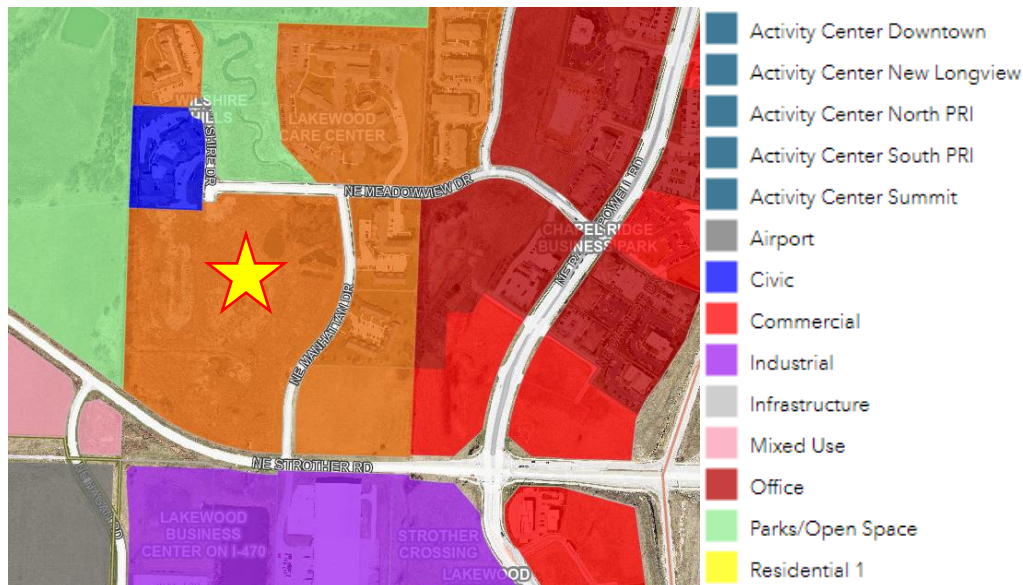 WILSHIRE
HILLS
LAKEWOOD
CARE CENTER
NE MEADOWVIEW DR
CHAPEL RIDGE
BUSINESS PARK
NE MANHATTAN DR
NE STROTHER RD
LAKEWOOD
BUSINESS
CENTER ON I-470
STROTHER
CROSSING
LAKEWOOD
Activity Center Downtown
Activity Center New Longview
Activity Center North PRI
Activity Center South PRI
Activity Center Summit
Airport
Civic
Commercial
Industrial
Infrastructure
Mixed Use
Office
Parks/Open Space
Residential 1